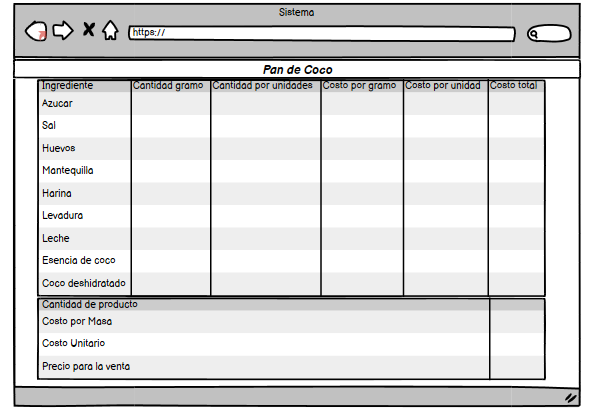 Sistema
https://
Pan de Coco
Ingrediente Cantidad gramo Cantidad por unidades Costo por gramo Costo por unidad Costo total
Azucar
Sal
Huevos
Mantequilla
Harina
Levadura
Leche
Esencia de coco
Coco deshidratado
Cantidad de producto
Costo por Masa
Costo Unitario
Precio para la venta